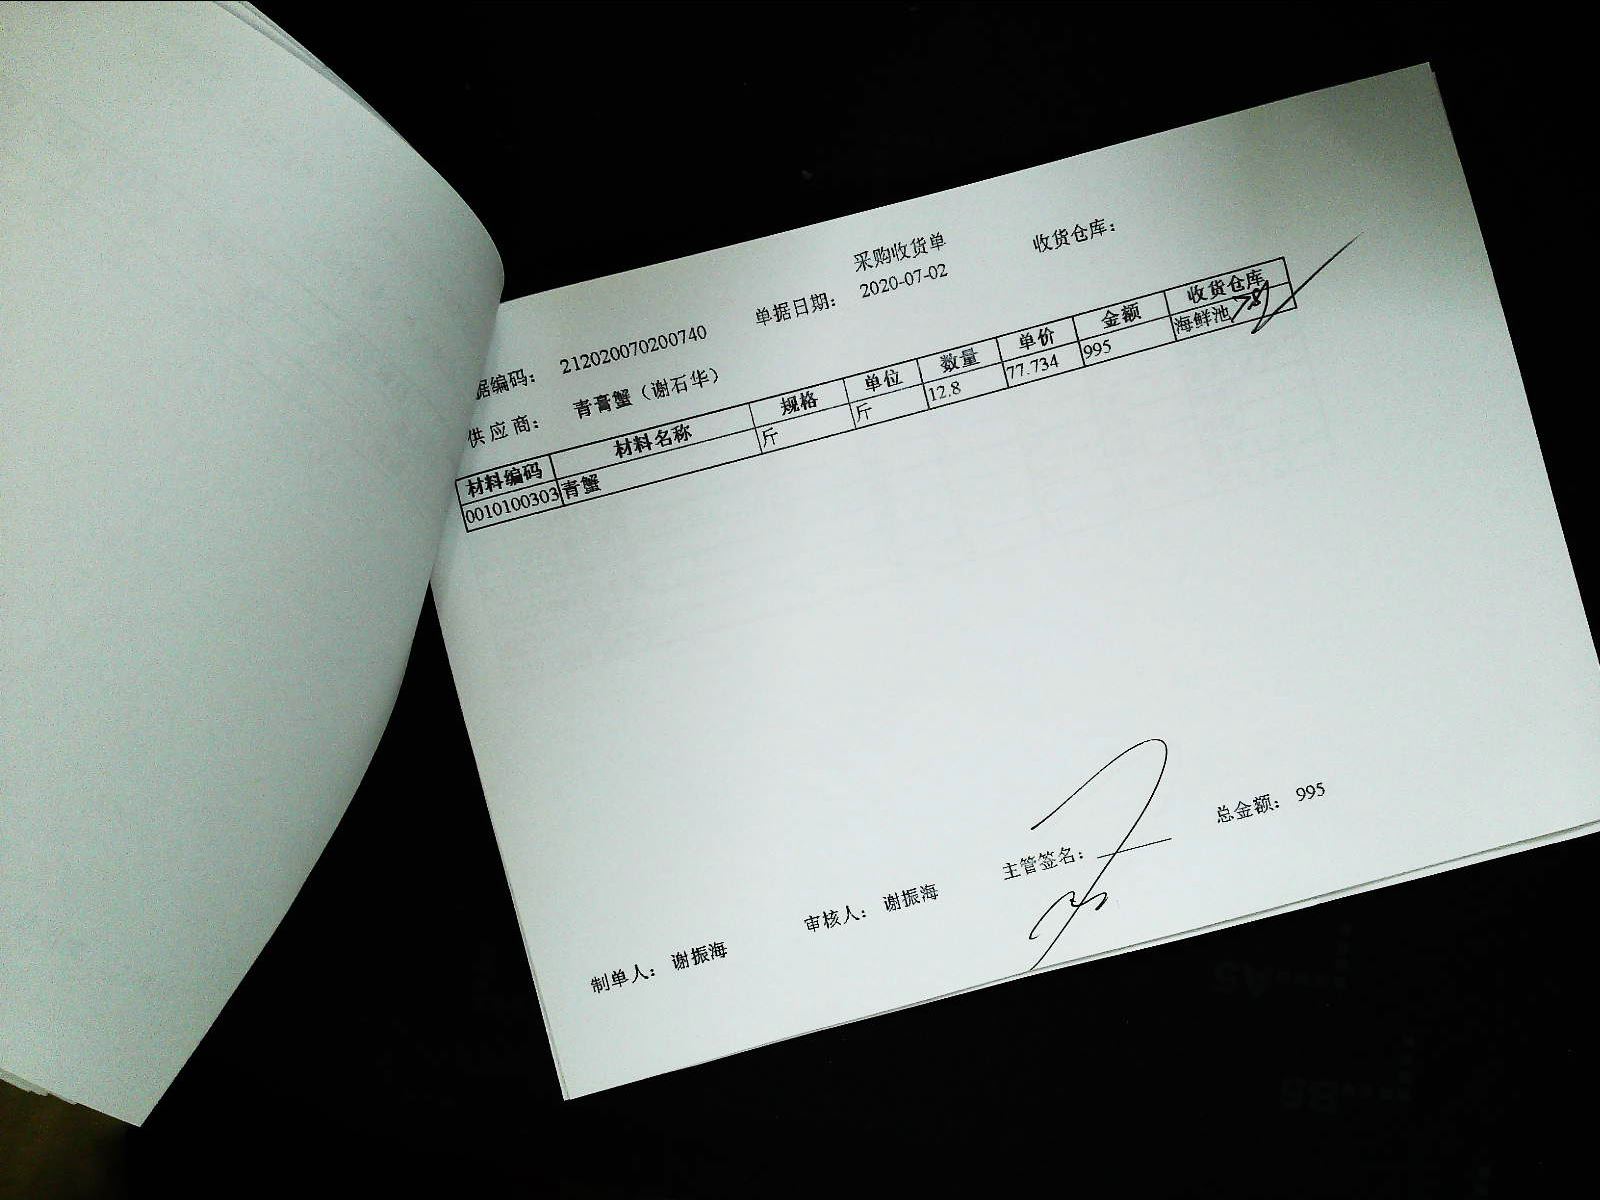 采购收货单
收货仓库：
据编码： 212020070200740 单据日期： 2020-07-02
供应商： 青膏蟹（谢石华）
材料编码 材料名称 规格 单位 数量 单价 金额 收货仓库
0010100303 青蟹 斤 斤 12.8 77.734 995 海鲜池
制单人： 谢振海 审核人： 谢振海 主管签名： 总金额： 995